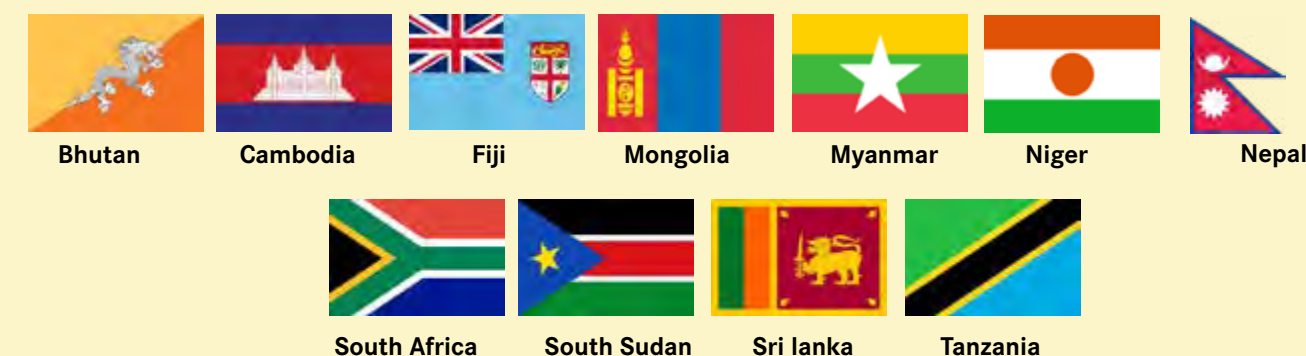 Bhutan Cambodia Fiji Mongolia Myanmar Niger Nepal
South Africa South Sudan Sri lanka Tanzania